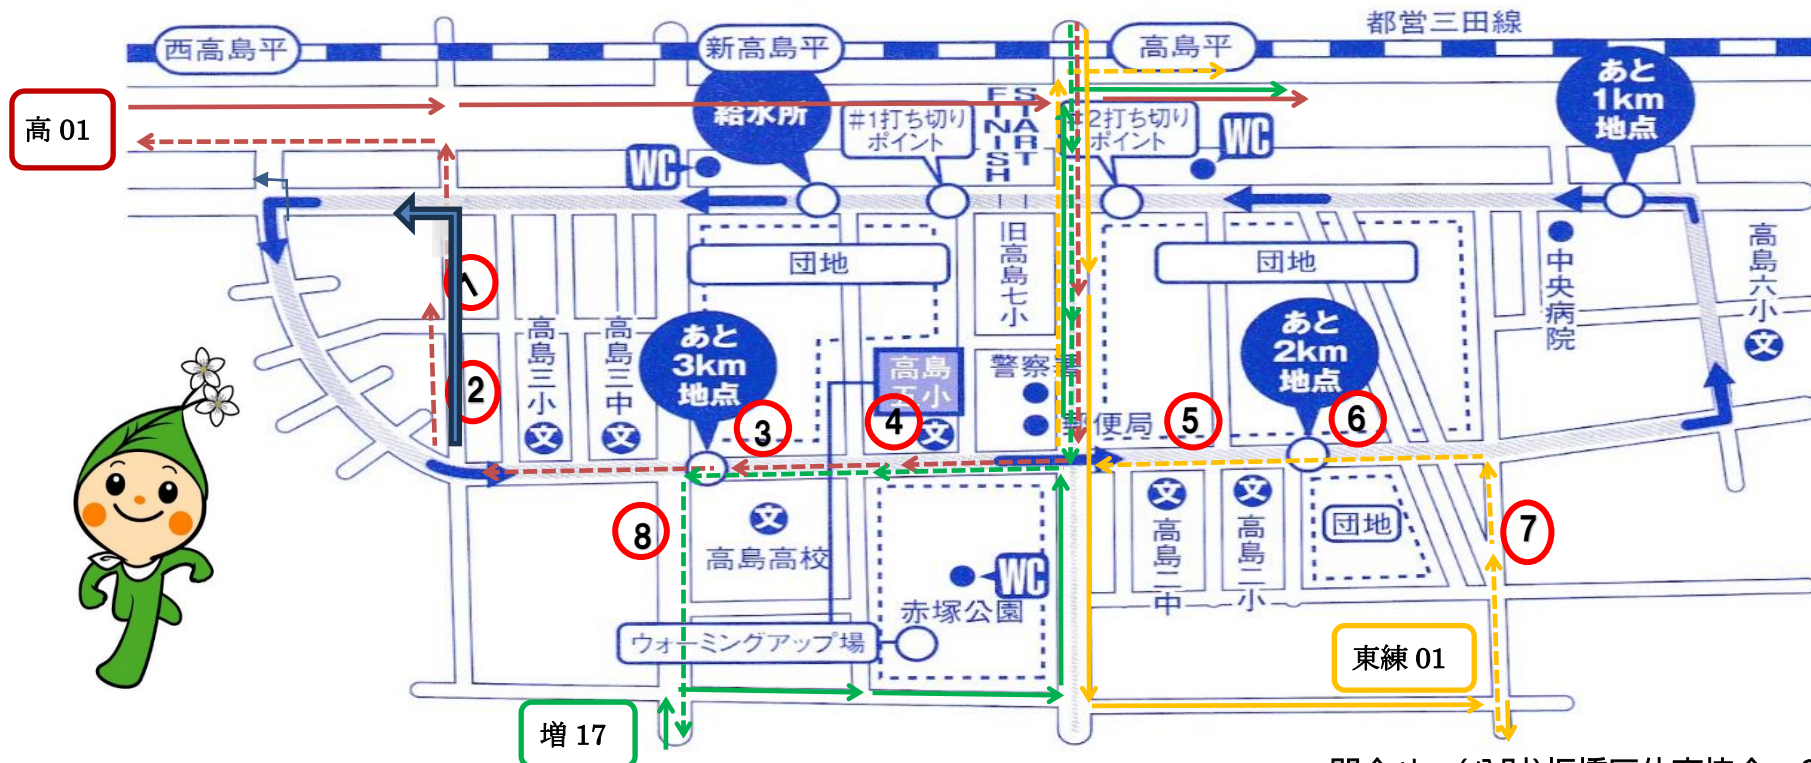 都営三田線
西高島平
新高島平
高島平
高 01
給水所
#1打ち切り
ポイント
FINISH
START
#2打ち切り
ポイント
WC
WC
あと
1km
地点
団地
旧高島七小
団地
中央病院
高島六小
文
1
2
高島三小
文
高島三中
文
あと
3km
地点
高島
五小
文
警察署
郵便局
あと
2km
地点
3
4
5
6
7
8
文
高島高校
WC
赤塚公園
ウォーミングアップ場
文
高島二中
文
高島二小
団地
東練 01
増 17